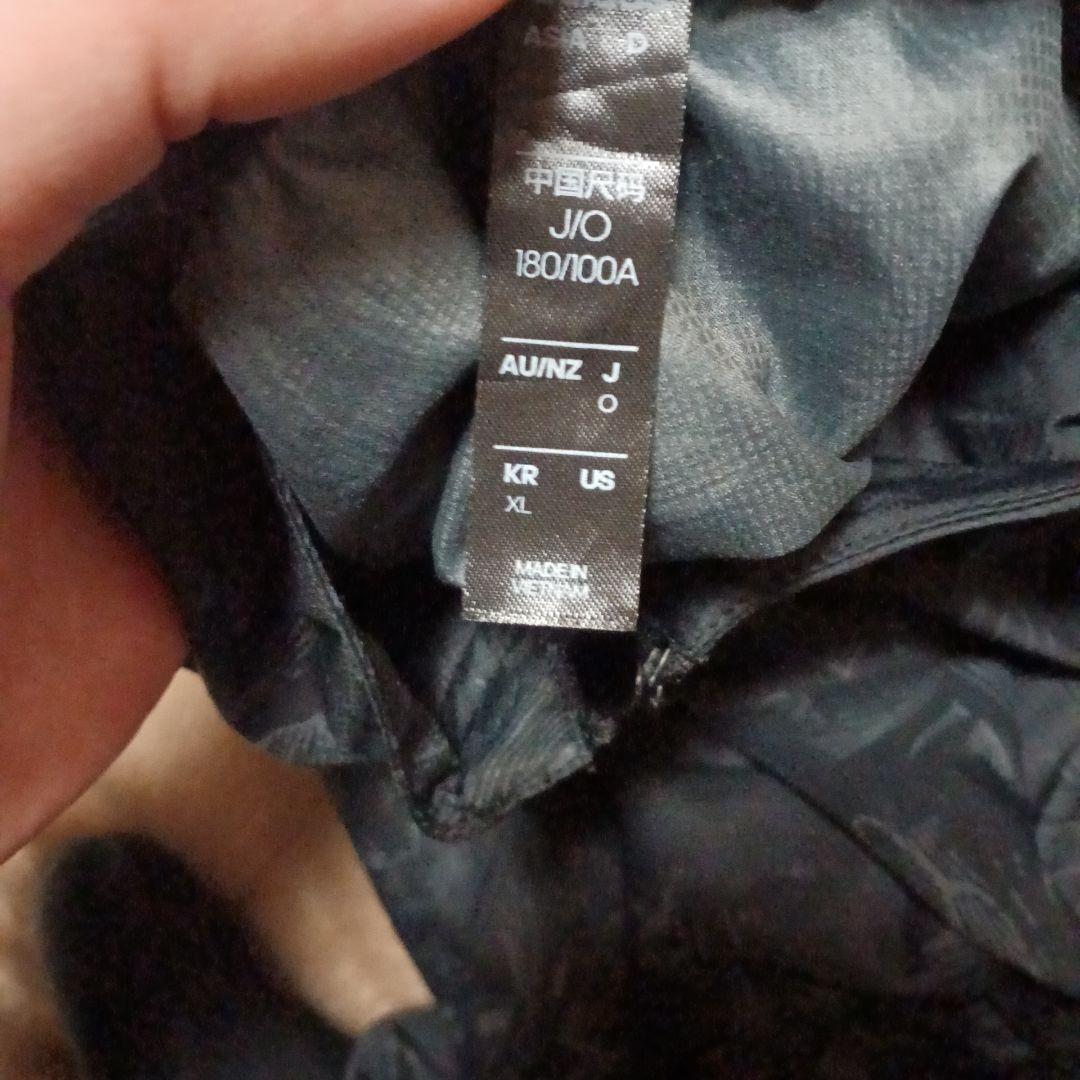 ASIA D
中国尺码
J/O
180/100A
AU/NZ J
O
KR US
XL
MADE IN
VIETNAM